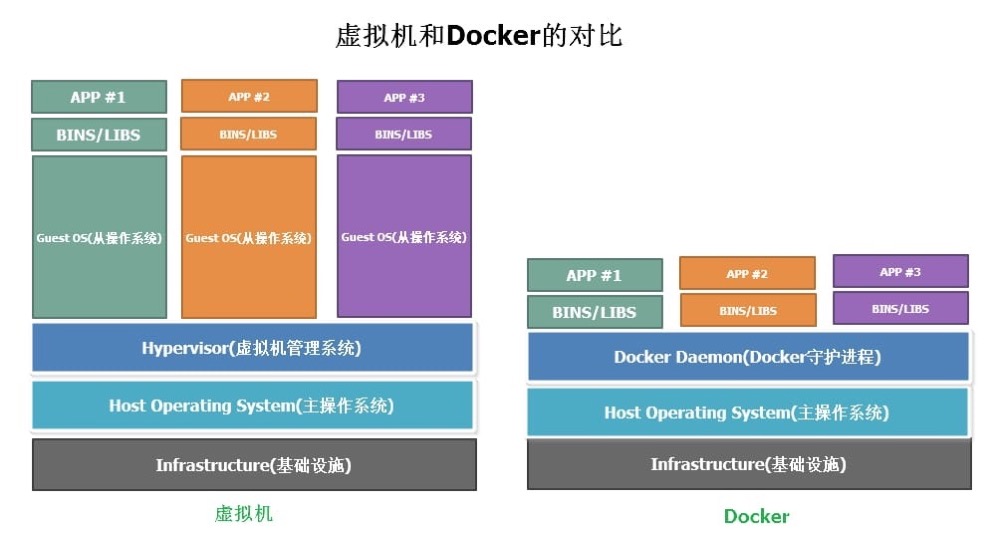 虚拟机和Docker的对比
APP #1
APP #2
APP #3
BINS/LIBS
BINS/LIBS
BINS/LIBS
Guest OS(从操作系统)
Guest OS(从操作系统)
Guest OS(从操作系统)
Hypervisor(虚拟机管理系统)
Host Operating System(主操作系统)
Infrastructure(基础设施)
虚拟机
APP #1
APP #2
APP #3
BINS/LIBS
BINS/LIBS
BINS/LIBS
Docker Daemon(Docker守护进程)
Host Operating System(主操作系统)
Infrastructure(基础设施)
Docker